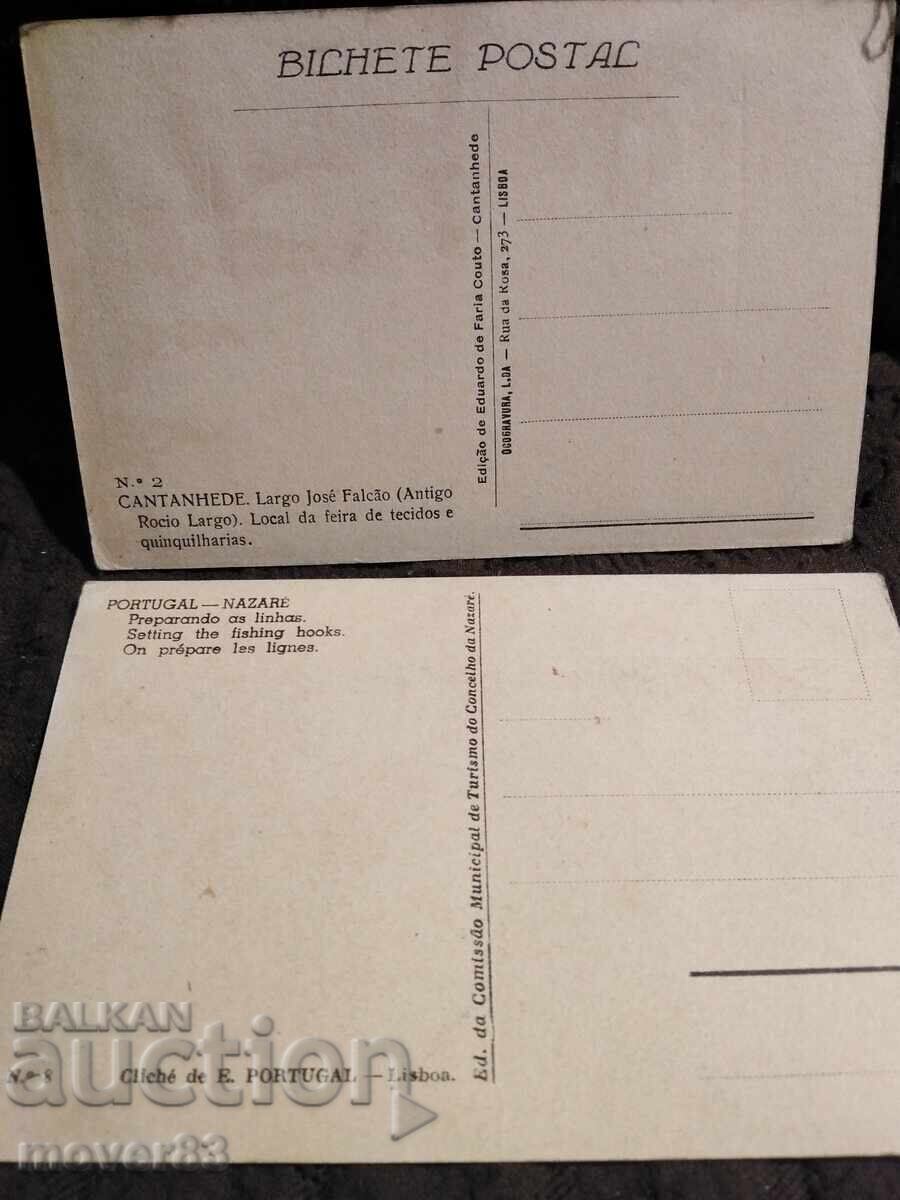 BILHETE POSTAL
Edição de Eduardo de Faria Couto — Cantanhede
OCOGRAVURA, L.DA — Rua da Rosa, 273 — LISBOA
N.º 2
CANTANHEDE. Largo José Falcão (Antigo
Rocio Largo). Local da feira de tecidos e
quinquilharias.
PORTUGAL — NAZARÉ
Preparando as linhas.
Setting the fishing hooks.
On prépare les lignes.
Ed. da Comissão Municipal de Turismo do Concelho da Nazaré.
N.º 8
Cliché de E. PORTUGAL — Lisboa.
BALKAN
auction
mover83